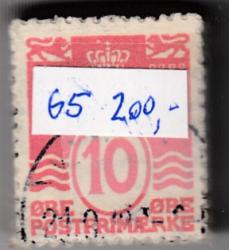 65 200,-
10
ØRE ØRE
POSTFRIMÆRKE